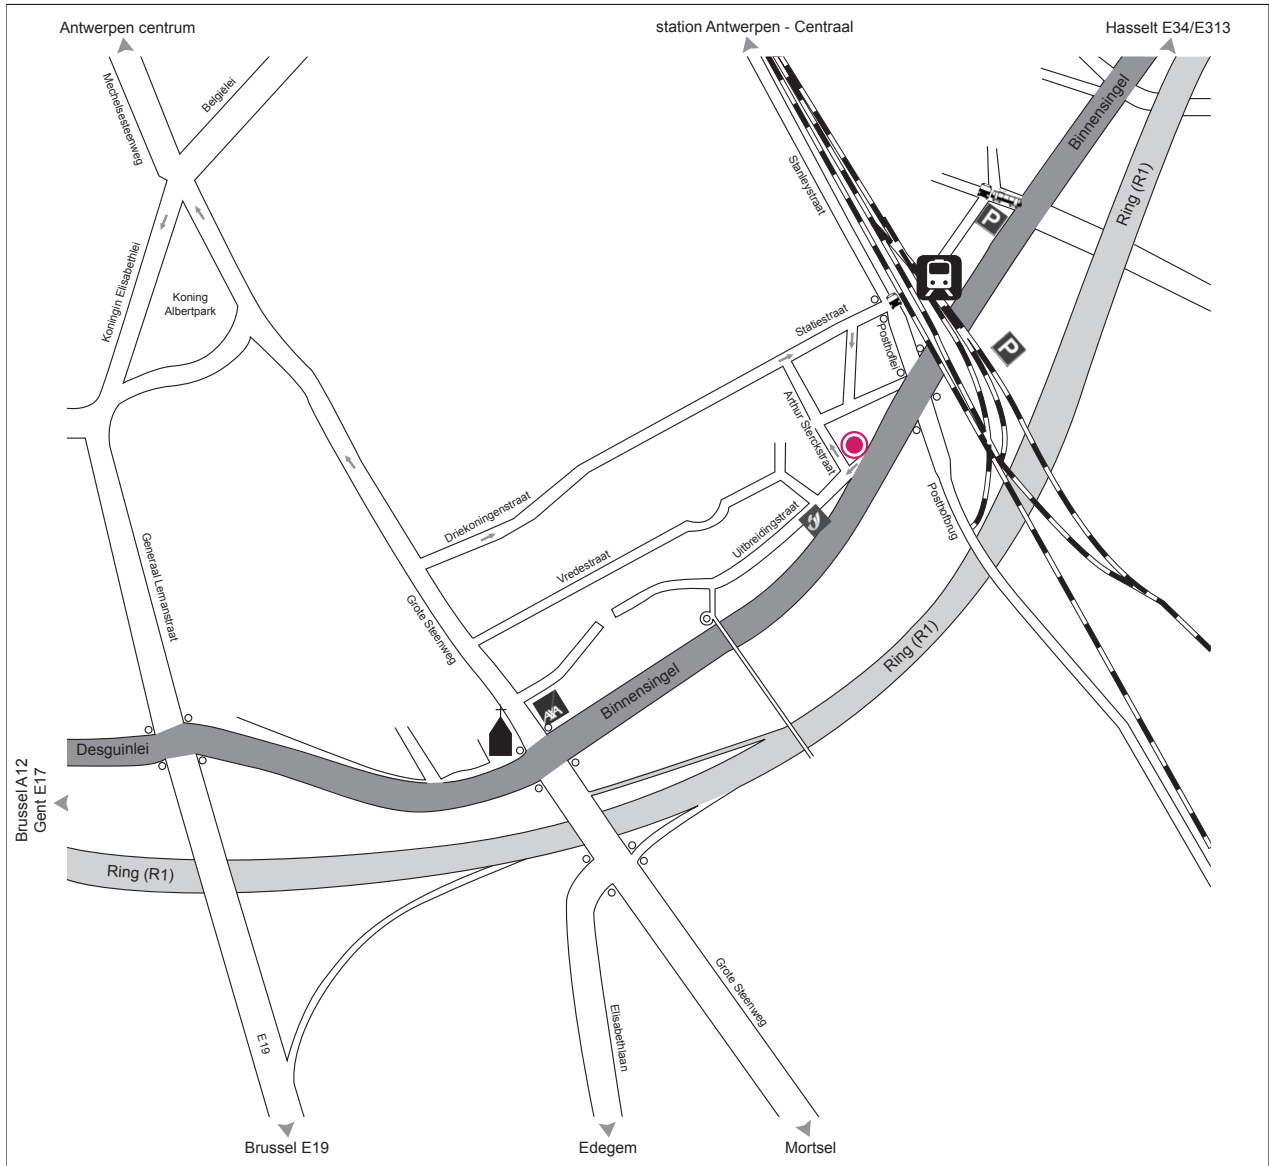 Antwerpen centrum
station Antwerpen - Centraal
Hasselt E34/E313
Mechelsesteenweg
Belgiëlei
Binnensingel
Stanleystraat
Ring (R1)
P
Koningin Elisabethlei
Koning
Albertpark
Statiestraat
Posthoflei
P
Arthur Sterckstraat
Driekoningenstraat
Posthofbrug
Uitbreidingstraat
Vredestraat
Generaal Lemanstraat
Grote Steenweg
Ring (R1)
Binnensingel
AXA
Desguinlei
Brussel A12
Gent E17
Ring (R1)
Grote Steenweg
Elisabethlaan
E19
Brussel E19
Edegem
Mortsel